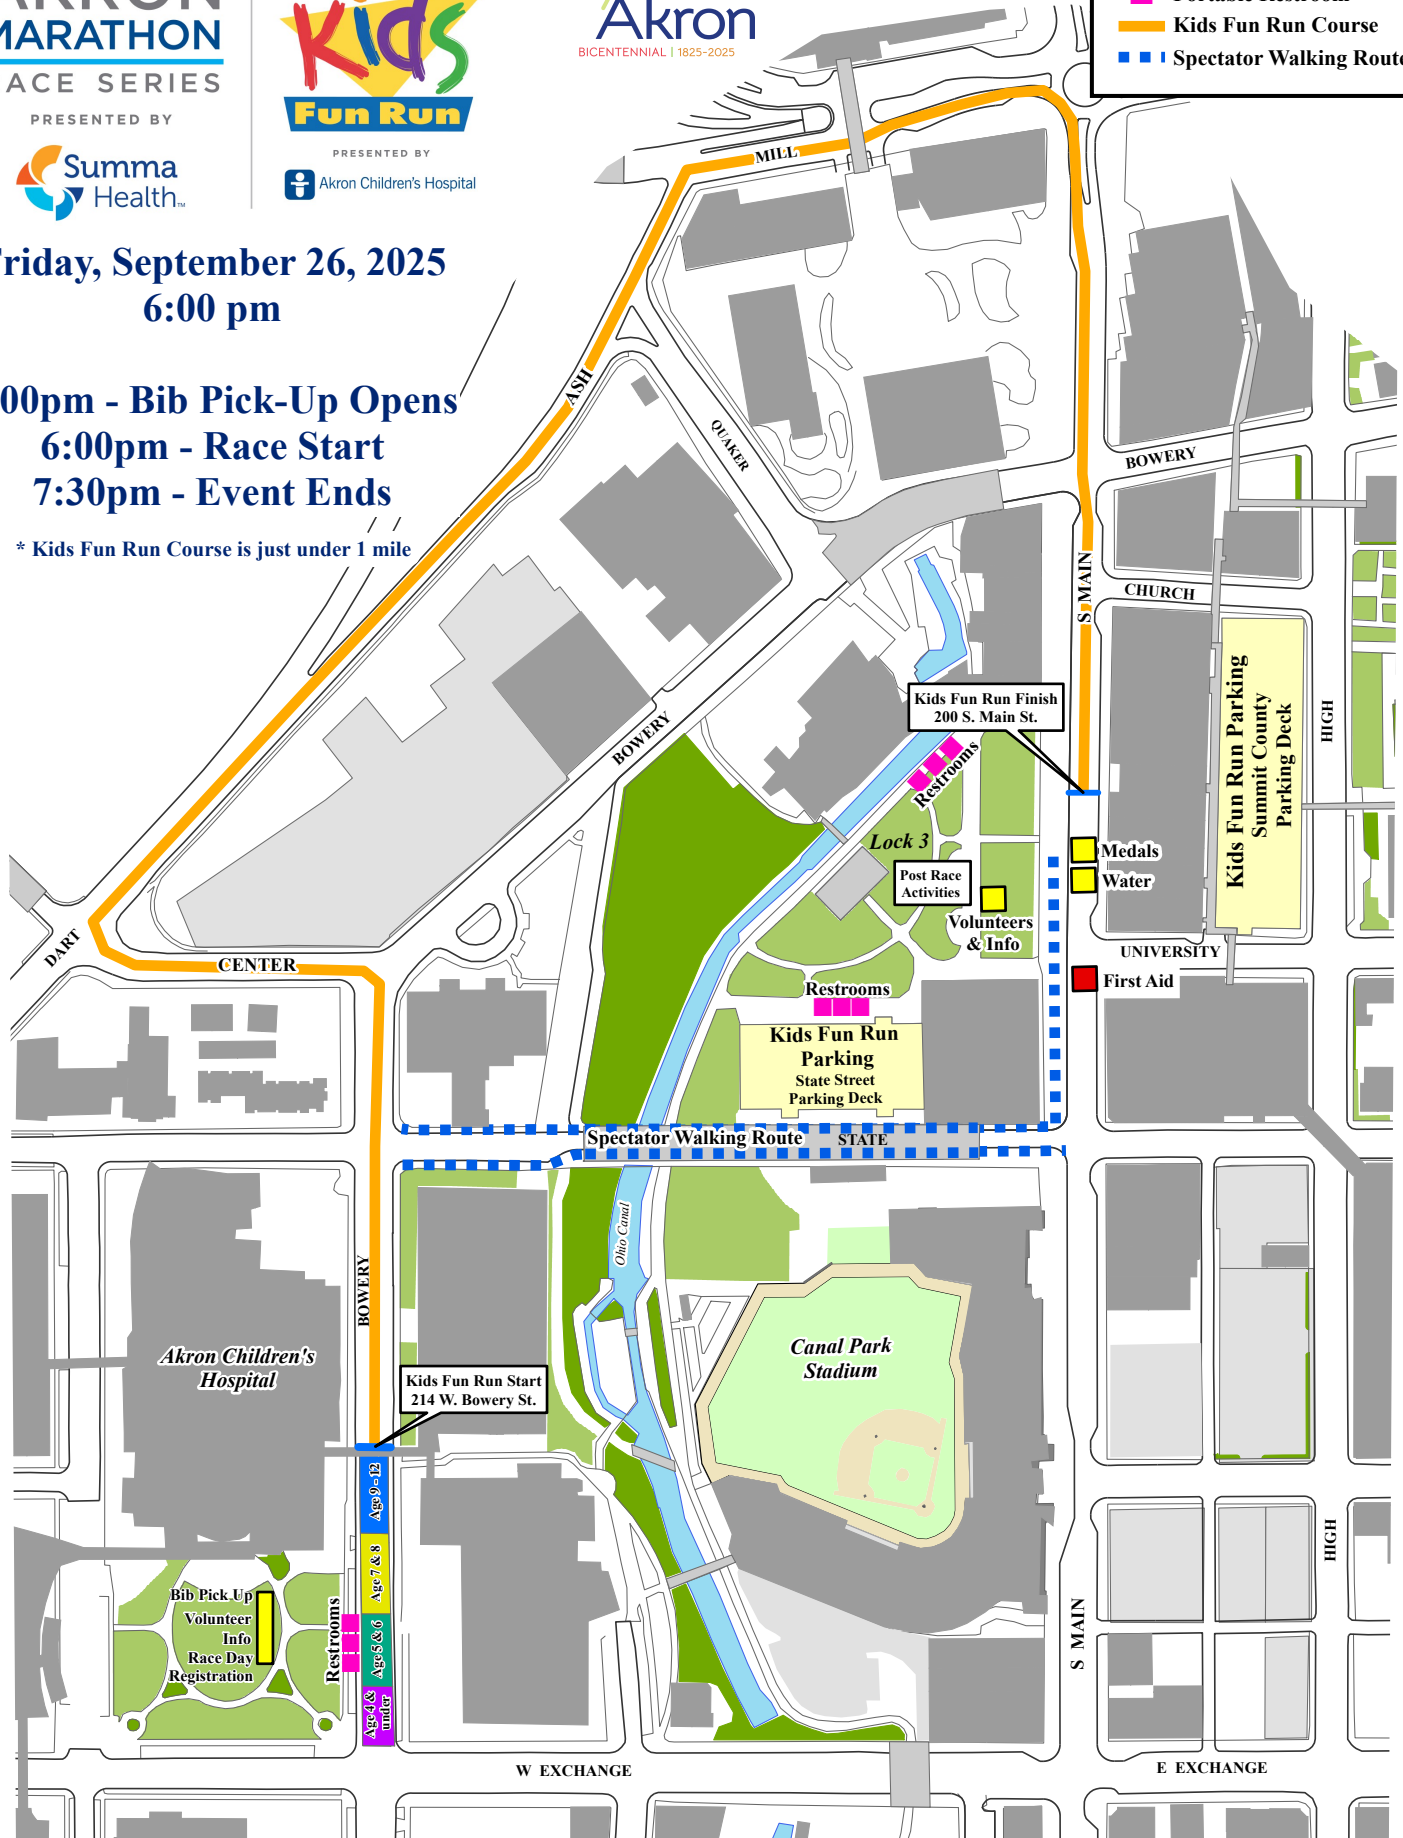 MARATHON
ACE SERIES
PRESENTED BY
Summa
Health™
KiDS
Fun Run
PRESENTED BY
Akron Children's Hospital
Akron
BICENTENNIAL | 1825-2025
Kids Fun Run Course
Spectator Walking Route
riday, September 26, 2025
6:00 pm
00pm - Bib Pick-Up Opens
6:00pm - Race Start
7:30pm - Event Ends
* Kids Fun Run Course is just under 1 mile
MILL
ASH
QUAKER
BOWERY
S MAIN
CHURCH
Kids Fun Run Parking
Summit County
Parking Deck
HIGH
Kids Fun Run Finish
200 S. Main St.
BOWERY
Restrooms
Lock 3
Post Race
Activities
Medals
Water
Volunteers
& Info
UNIVERSITY
First Aid
DART
CENTER
Restrooms
Kids Fun Run
Parking
State Street
Parking Deck
Spectator Walking Route
STATE
Ohio Canal
BOWERY
Akron Children's
Hospital
Canal Park
Stadium
Kids Fun Run Start
214 W. Bowery St.
Age 9 - 12
Age 7 & 8
Age 5 & 6
Age 4 &
under
Bib Pick Up
Volunteer
Info
Race Day
Registration
Restrooms
S MAIN
HIGH
W EXCHANGE
E EXCHANGE